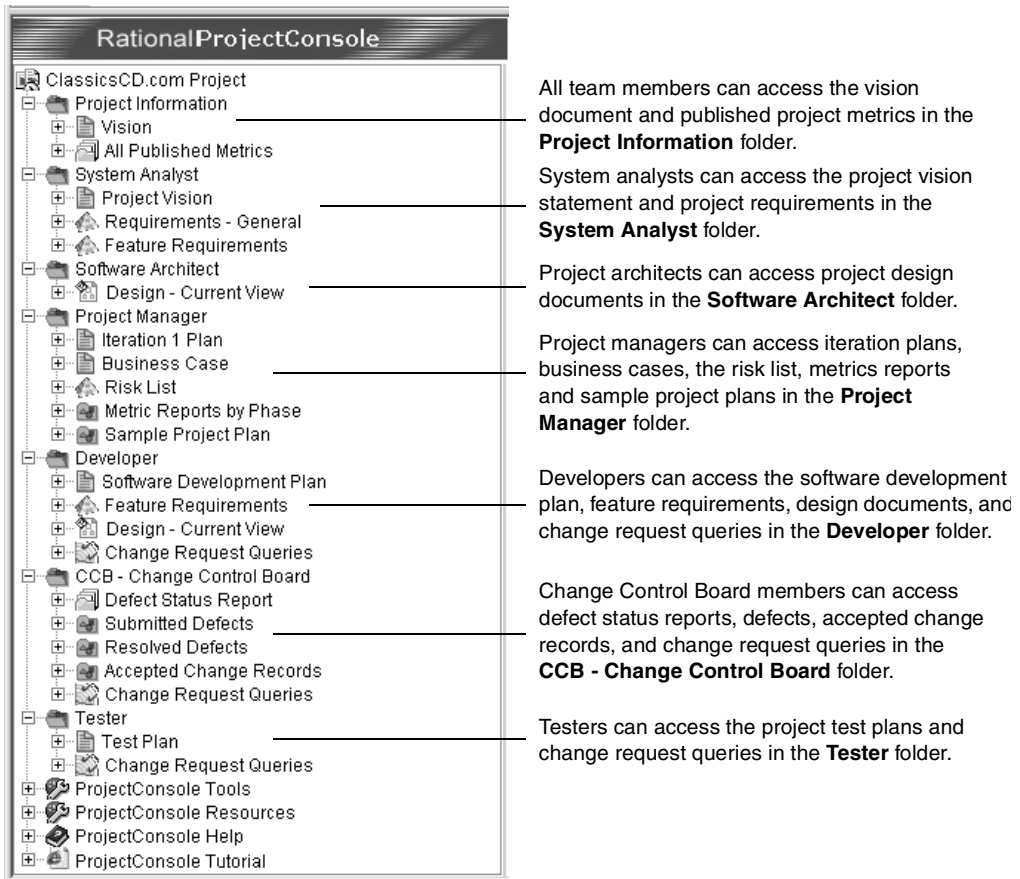 RationalProjectConsole
ClassicsCD.com Project
Project Information
Vision
All Published Metrics
System Analyst
Project Vision
Requirements - General
Feature Requirements
Software Architect
Design - Current View
Project Manager
Iteration 1 Plan
Business Case
Risk List
Metric Reports by Phase
Sample Project Plan
Developer
Software Development Plan
Feature Requirements
Design - Current View
Change Request Queries
CCB - Change Control Board
Defect Status Report
Submitted Defects
Resolved Defects
Accepted Change Records
Change Request Queries
Tester
Test Plan
Change Request Queries
ProjectConsole Tools
ProjectConsole Resources
ProjectConsole Help
ProjectConsole Tutorial
All team members can access the vision
document and published project metrics in the
Project Information folder.
System analysts can access the project vision
statement and project requirements in the
System Analyst folder.
Project architects can access project design
documents in the Software Architect folder.
Project managers can access iteration plans,
business cases, the risk list, metrics reports
and sample project plans in the Project
Manager folder.
Developers can access the software development
plan, feature requirements, design documents, and
change request queries in the Developer folder.
Change Control Board members can access
defect status reports, defects, accepted change
records, and change request queries in the
CCB - Change Control Board folder.
Testers can access the project test plans and
change request queries in the Tester folder.